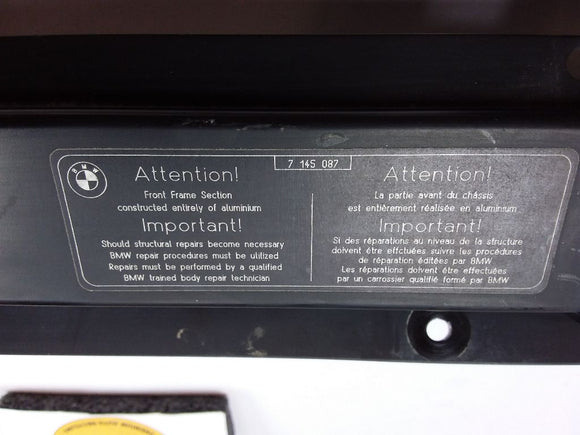 BMW
7 145 087
Attention!
Front Frame Section
constructed entirely of aluminium
Important!
Should structural repairs become necessary
BMW repair procedures must be utilized
Repairs must be performed by a qualified
BMW trained body repair technician
Attention!
La partie avant du châssis
est entièrement réalisée en aluminium
Important!
Si des réparations au niveau de la structure
doivent être effctuées suivre les procédures
de réparation éditées par BMW
Les réparations doivent être effectuées
par un carrossier qualifié formé par BMW